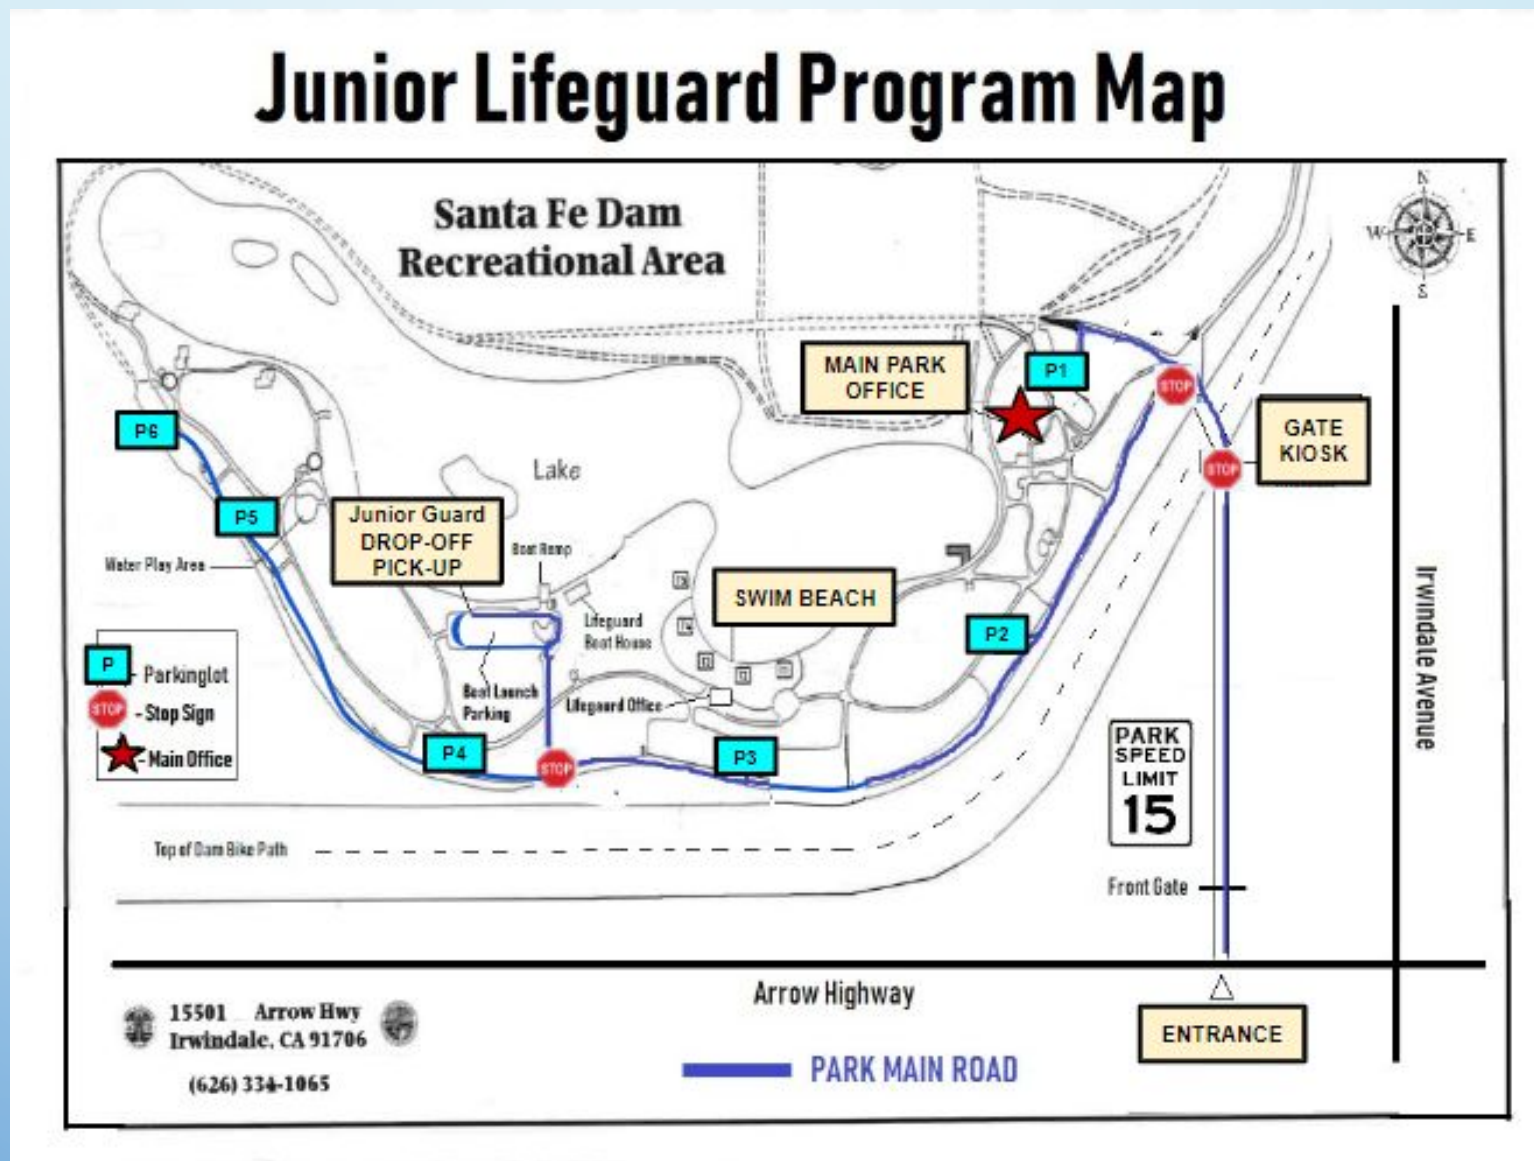 Junior Lifeguard Program Map
Santa Fe Dam
Recreational Area
N
W
E
S
MAIN PARK
OFFICE
P1
STOP
GATE
KIOSK
STOP
P6
Lake
P5
Junior Guard
DROP-OFF
PICK-UP
Boat Ramp
Water Play Area
SWIM BEACH
Lifeguard
Boat House
P2
Irwindale Avenue
P
- Parkinglot
STOP
- Stop Sign
- Main Office
Boat Launch
Parking
Lifegaurd Office
P4
STOP
P3
PARK
SPEED
LIMIT
15
Top of Dam Bike Path
Front Gate
Arrow Highway
15501 Arrow Hwy
Irwindale, CA 91706
(626) 334-1065
ENTRANCE
PARK MAIN ROAD